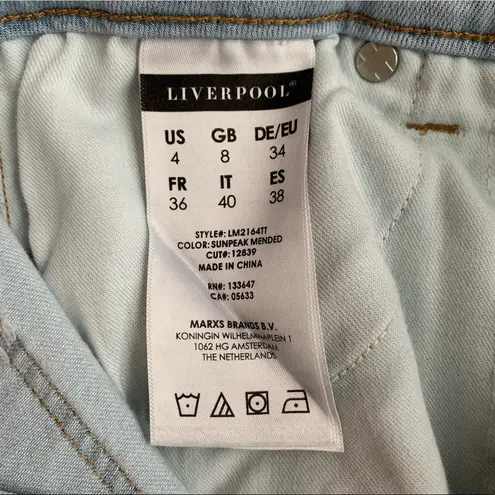 LIVERPOOL
US GB DE/EU
4 8 34
FR IT ES
36 40 38
STYLE#: LM2164TT
COLOR: SUNPEAK MENDED
CUT#: 12839
MADE IN CHINA
RN#: 133647
CA#: 05633
MARXS BRANDS B.V.
KONINGIN WILHELMINAPLEIN 1
1062 HG AMSTERDAM
THE NETHERLANDS